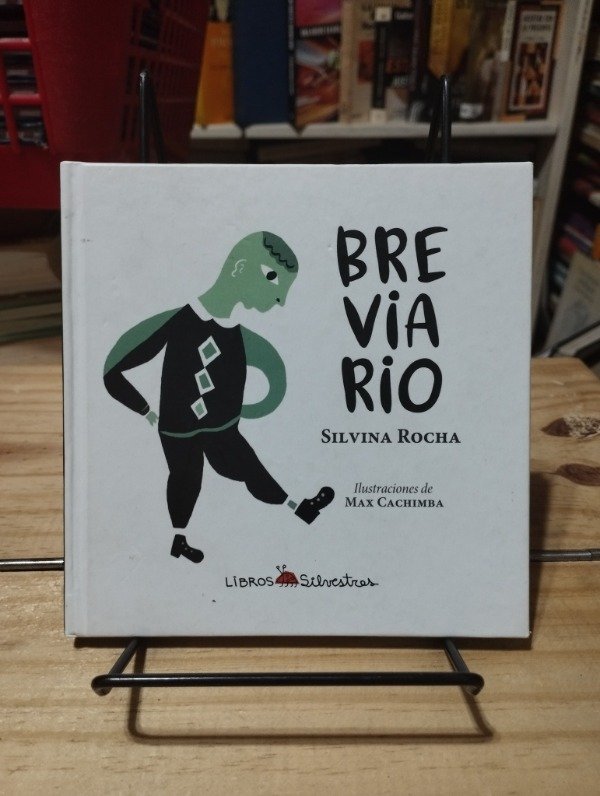 BRE
ViA
RiO
SILVINA ROCHA
Ilustraciones de
MAX CACHIMBA
LiBROS Silvestres